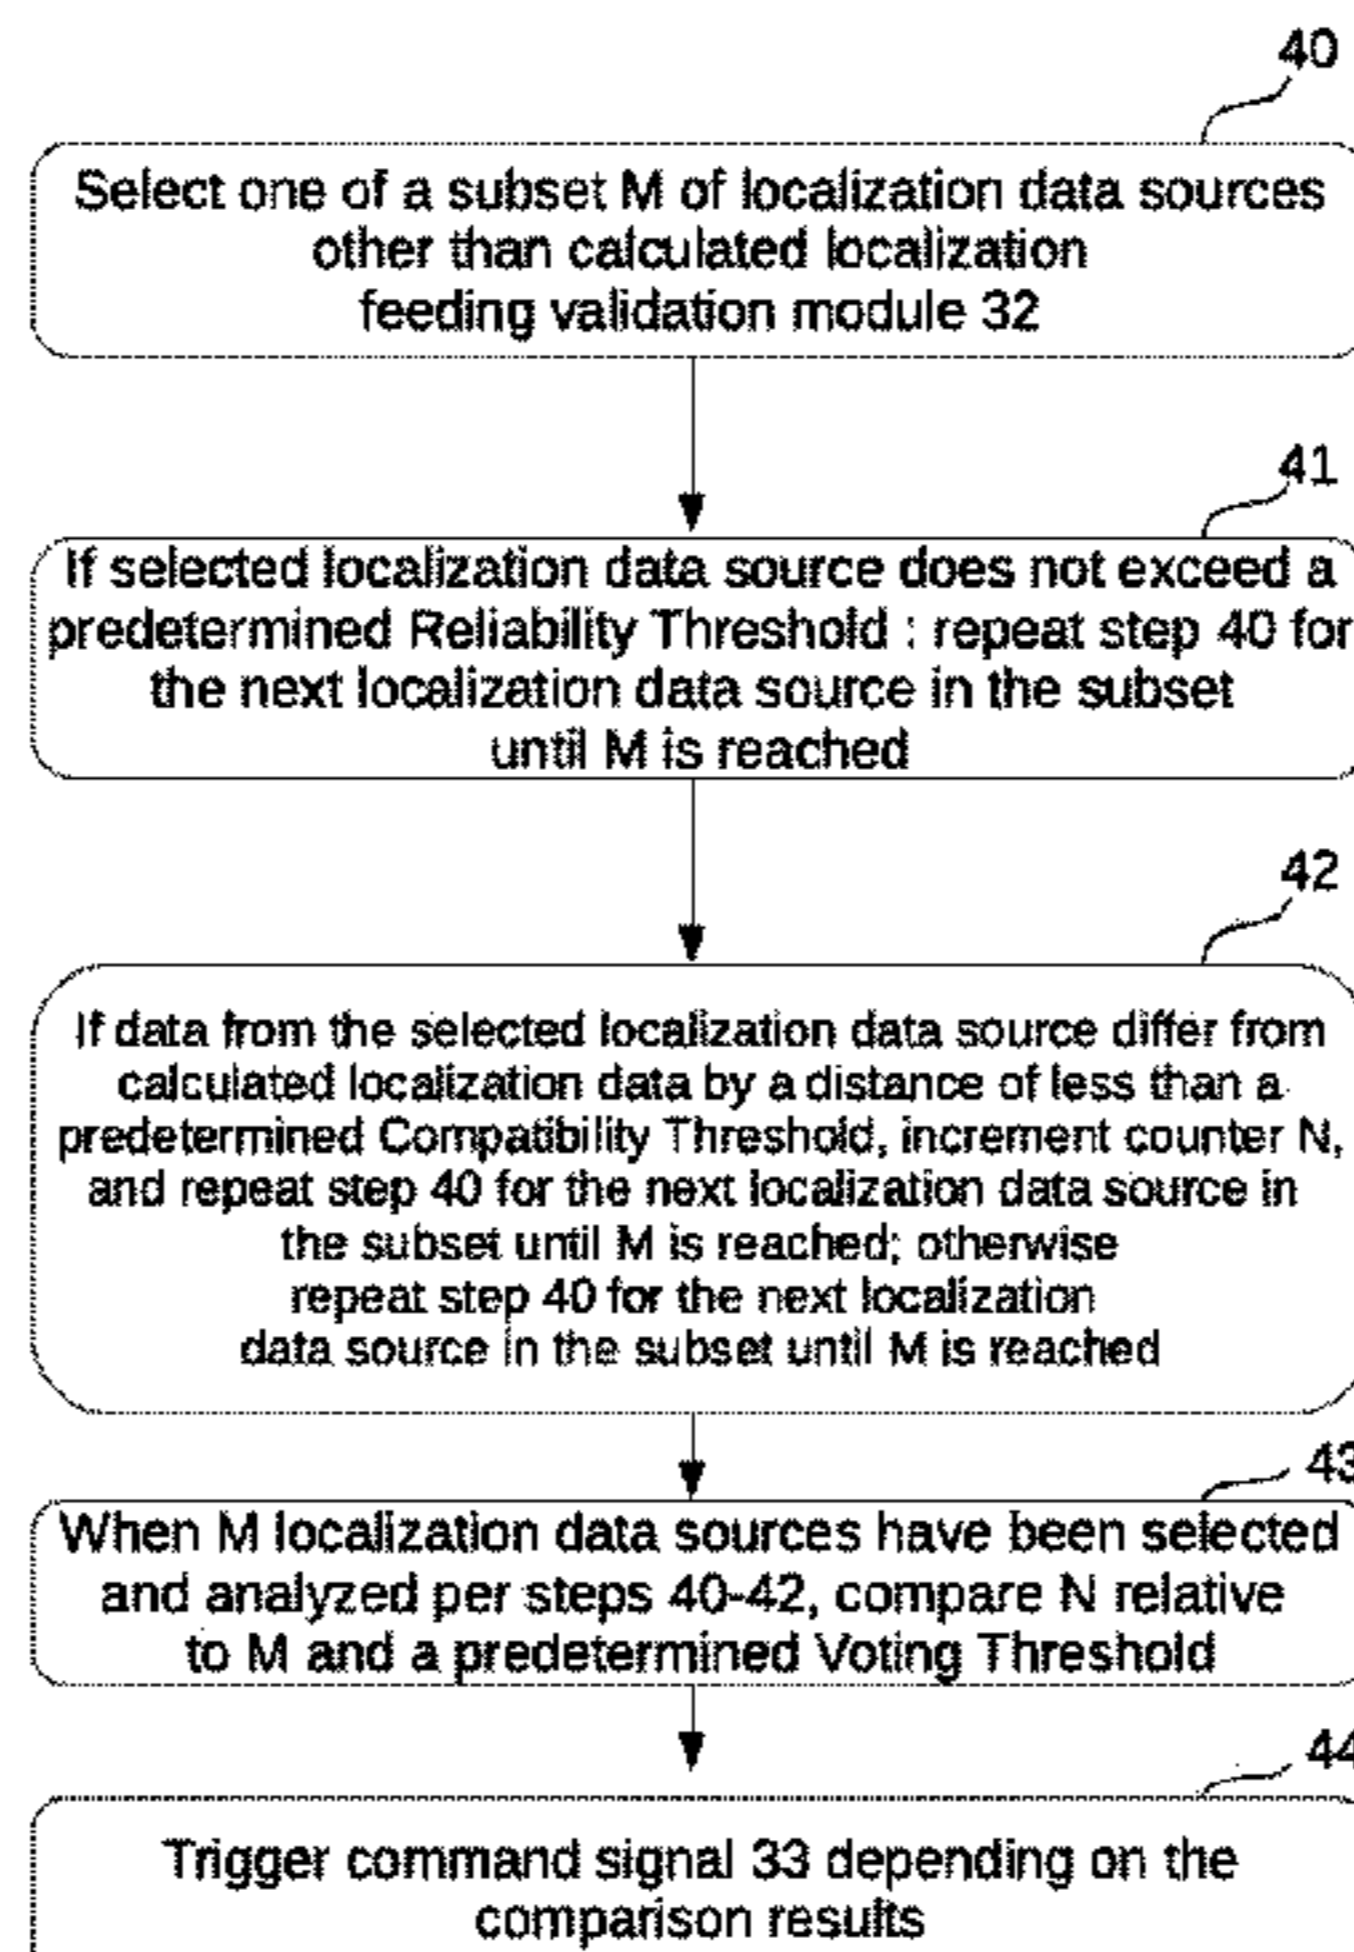 40
Select one of a subset M of localization data sources
other than calculated localization
feeding validation module 32
41
If selected localization data source does not exceed a
predetermined Reliability Threshold : repeat step 40 for
the next localization data source in the subset
until M is reached
42
If data from the selected localization data source differ from
calculated localization data by a distance of less than a
predetermined Compatibility Threshold, increment counter N,
and repeat step 40 for the next localization data source in
the subset until M is reached; otherwise
repeat step 40 for the next localization
data source in the subset until M is reached
43
When M localization data sources have been selected
and analyzed per steps 40-42, compare N relative
to M and a predetermined Voting Threshold
44
Trigger command signal 33 depending on the
comparison results